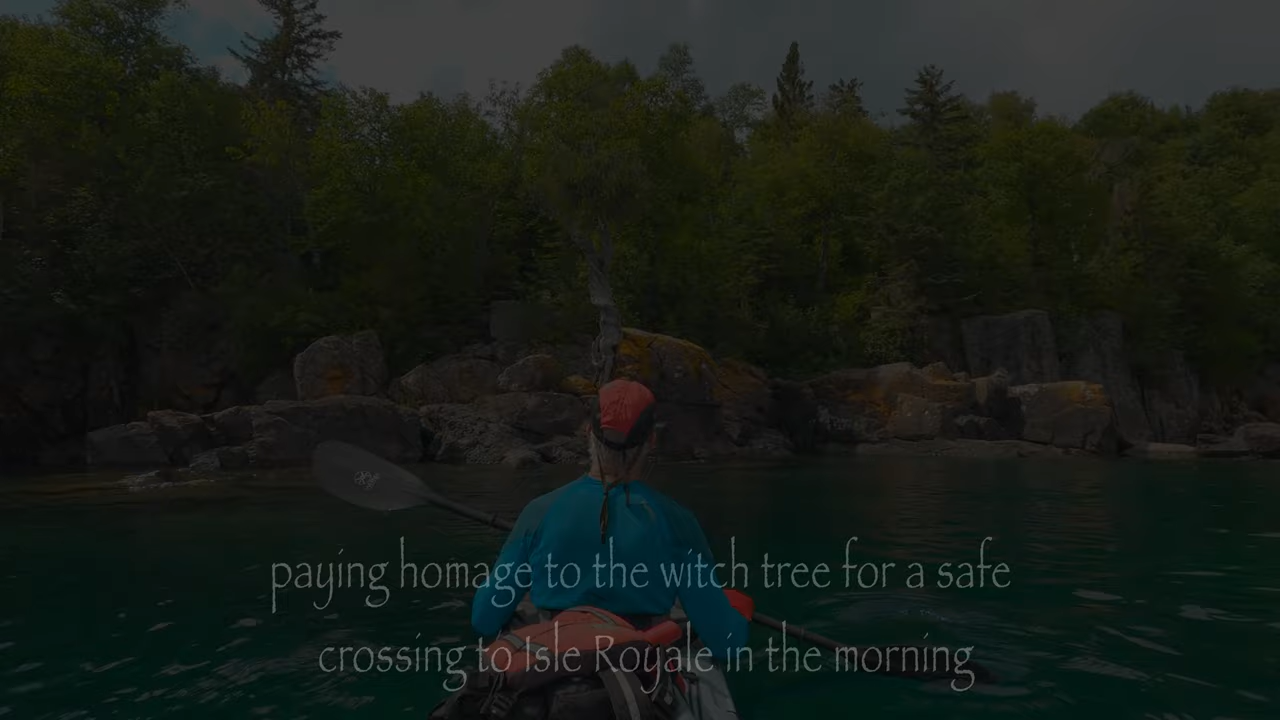 paying homage to the witch tree for a safe
crossing to Isle Royale in the morning